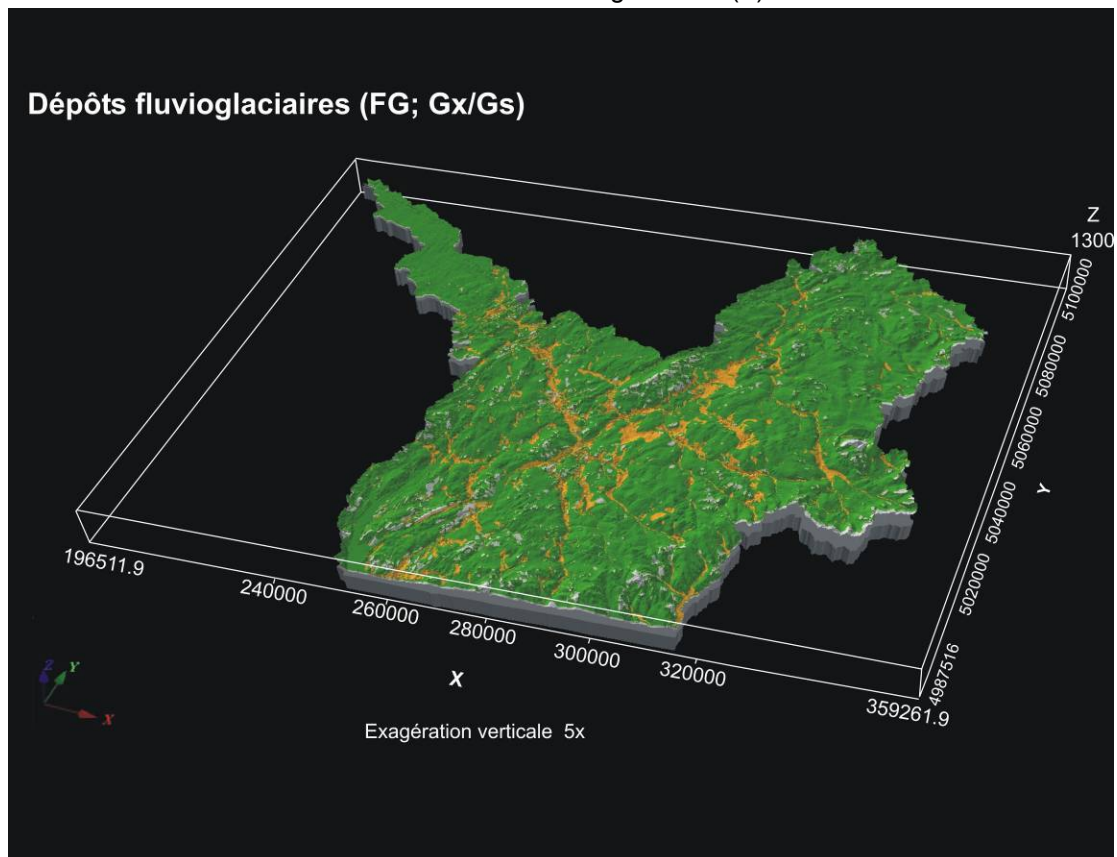 Dépôts fluvioglaciaires (FG; Gx/Gs)
Z
1300
5100000
5080000
5060000
Y
5040000
5020000
4987516
196511.9
240000
260000
280000
300000
320000
359261.9
X
Z
Y
X
Exagération verticale 5x